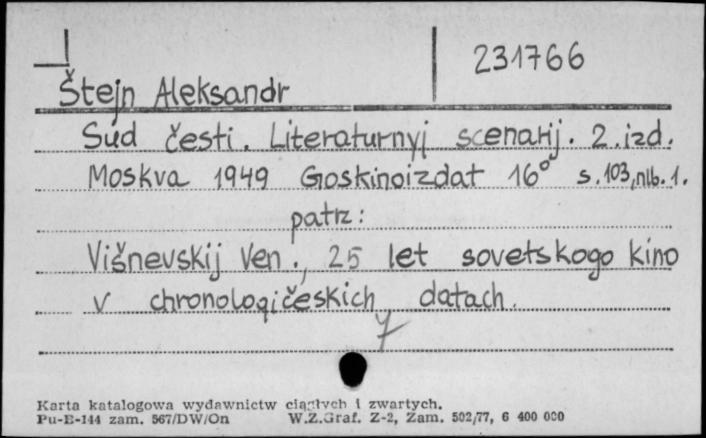 231766
Štejn Aleksandr
Sud česti. Literaturnyj scenarij. 2.izd.
Moskva 1949 Goskinoizdat 16° s.103,nlb.1.
patrz:
Višnevskij Ven., 25 let sovetskogo kino
v chronologičeskich datach.
Karta katalogowa wydawnictw ciągłych i zwartych.
Pu-E-144 zam. 567/DW/On W.Z.Graf. Z-2, Zam. 502/77, 6 400 000